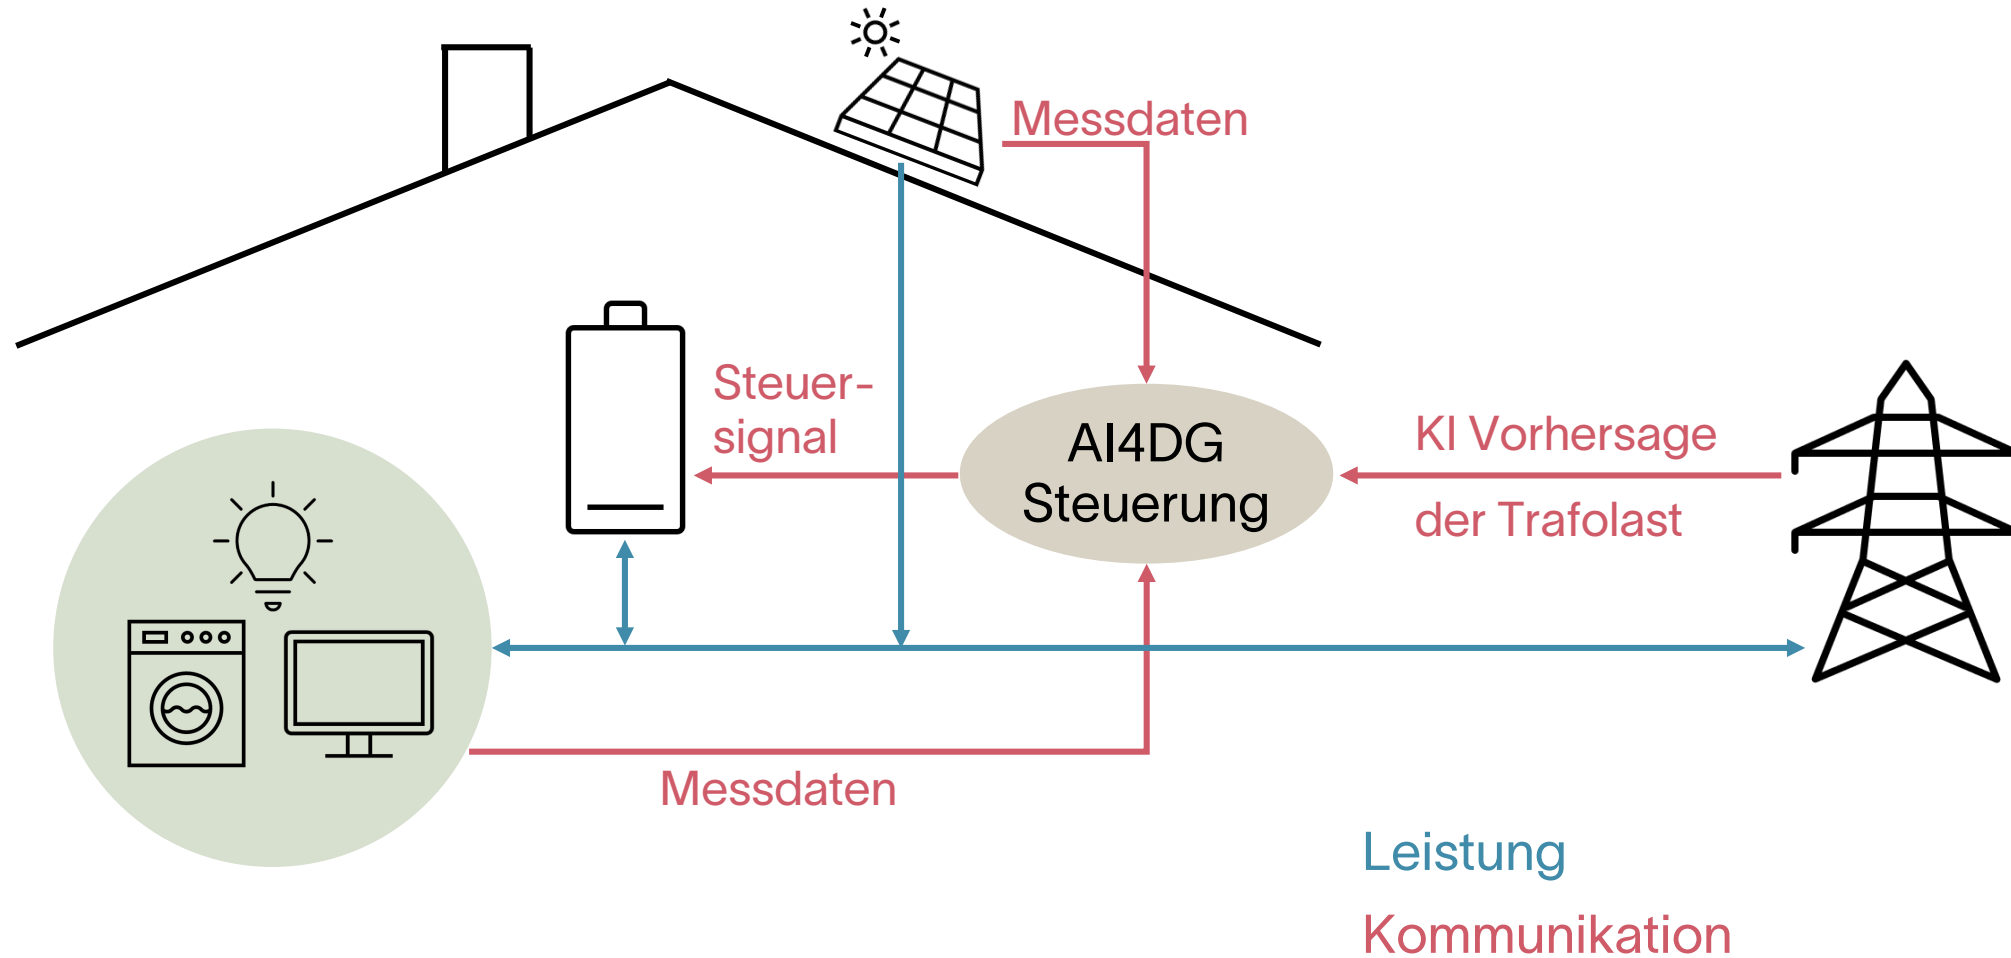 Messdaten
Steuer-
signal
AI4DG
Steuerung
KI Vorhersage
der Trafolast
Messdaten
Leistung
Kommunikation